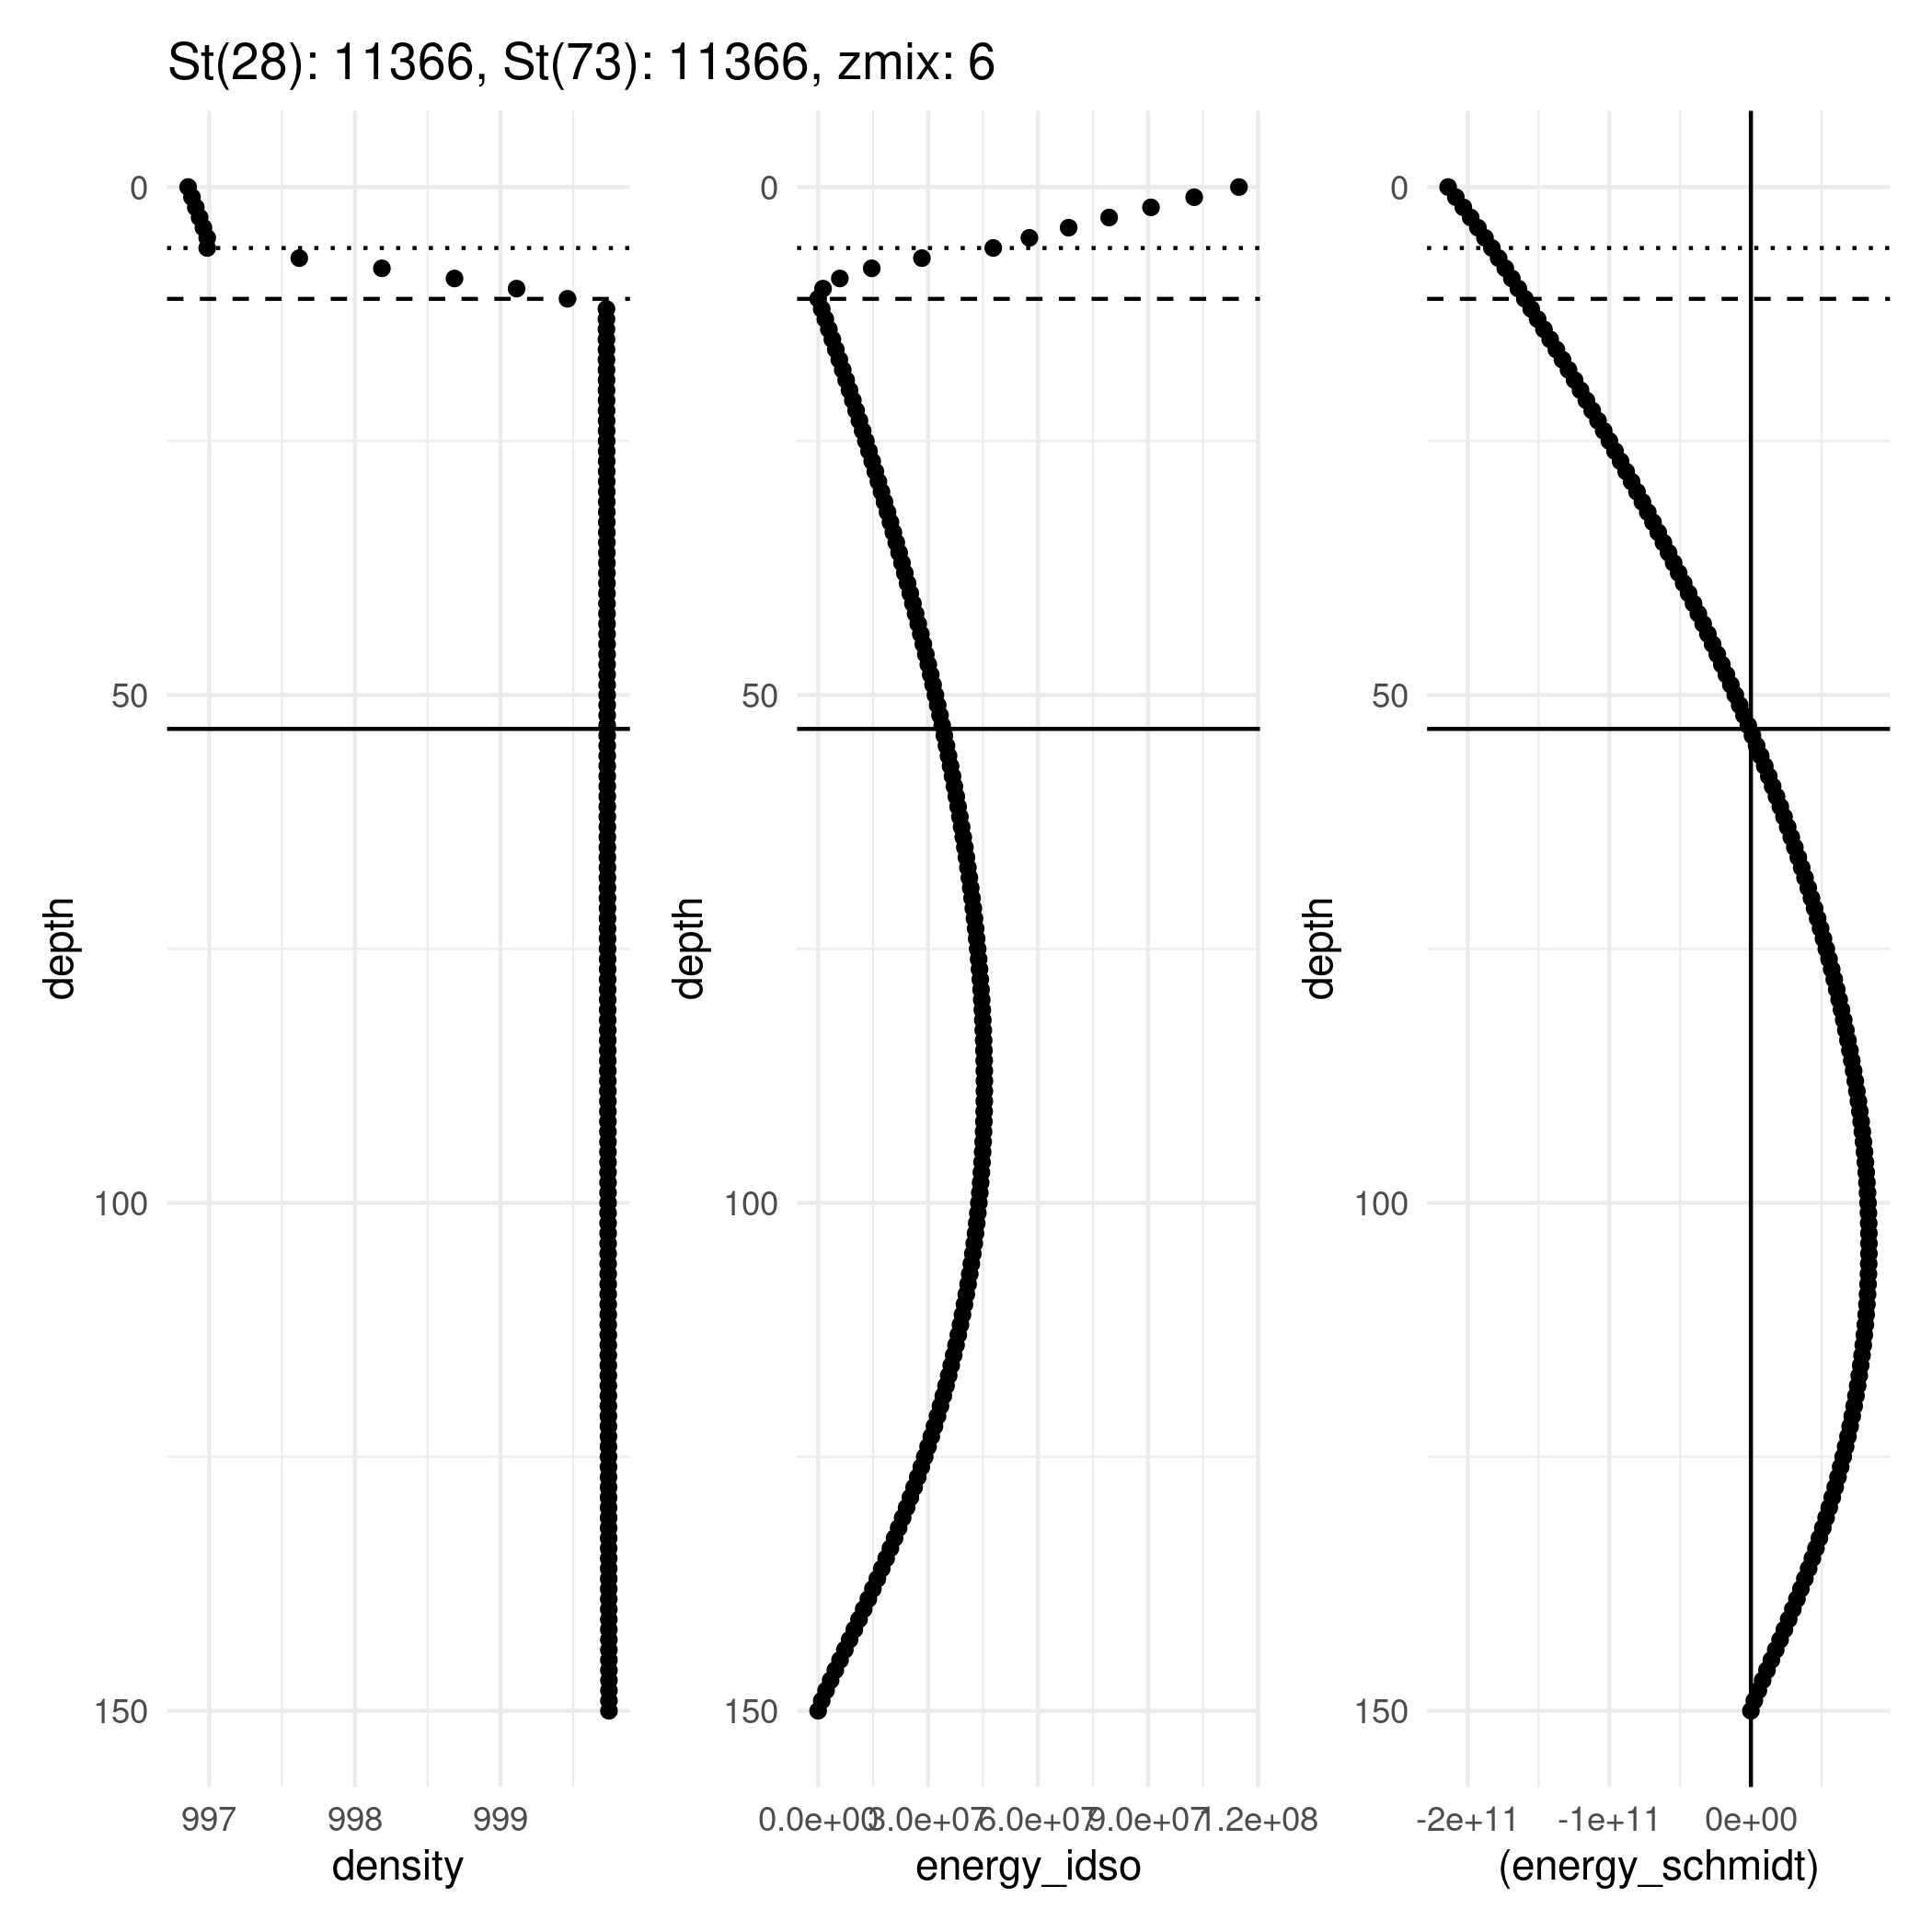 St(28): 11366, St(73): 11366, zmix: 6
depth
0
50
100
150
997 998 999
density
depth
0
50
100
150
0.0e+00 3.0e+07 6.0e+07 9.0e+07 1.2e+08
energy_idso
depth
0
50
100
150
-2e+11 -1e+11 0e+00
(energy_schmidt)